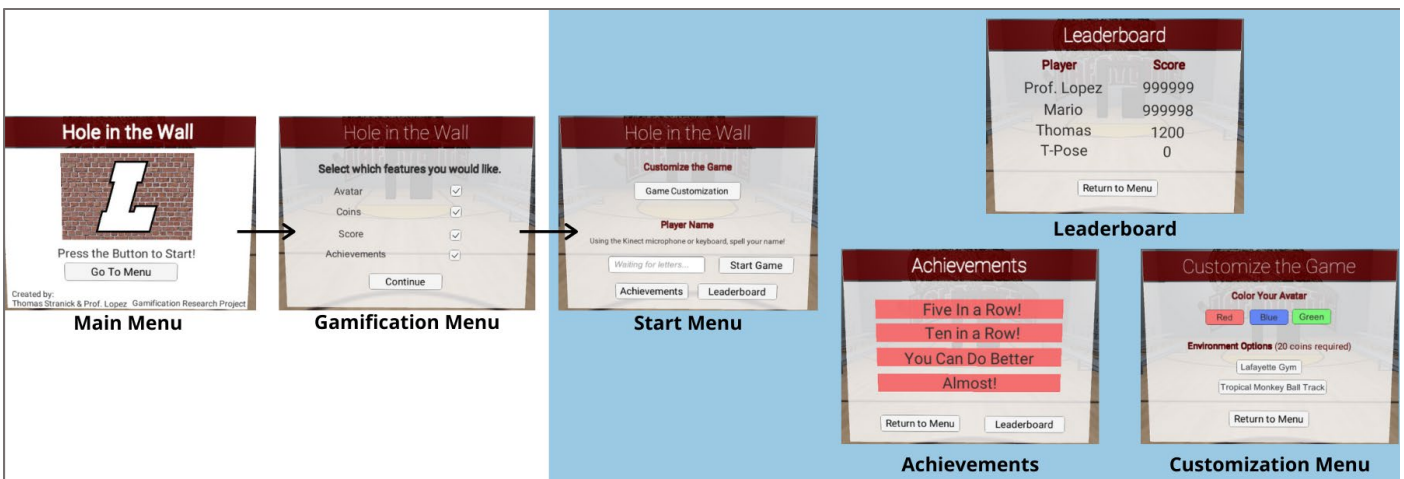 Hole in the Wall
L
Press the Button to Start!
Go To Menu
Created by:
Thomas Stranick & Prof. Lopez Gamification Research Project
Main Menu
Hole in the Wall
Select which features you would like.
Avatar
Coins
Score
Achievements
Continue
Gamification Menu
Hole in the Wall
Customize the Game
Game Customization
Player Name
Using the Kinect microphone or keyboard, spell your name!
Waiting for letters... Start Game
Achievements Leaderboard
Start Menu
Leaderboard
Player Score
Prof. Lopez 999999
Mario 999998
Thomas 1200
T-Pose 0
Return to Menu
Leaderboard
Achievements
Five In a Row!
Ten in a Row!
You Can Do Better
Almost!
Return to Menu Leaderboard
Achievements
Customize the Game
Color Your Avatar
Red Blue Green
Environment Options (20 coins required)
Lafayette Gym
Tropical Monkey Ball Track
Return to Menu
Customization Menu